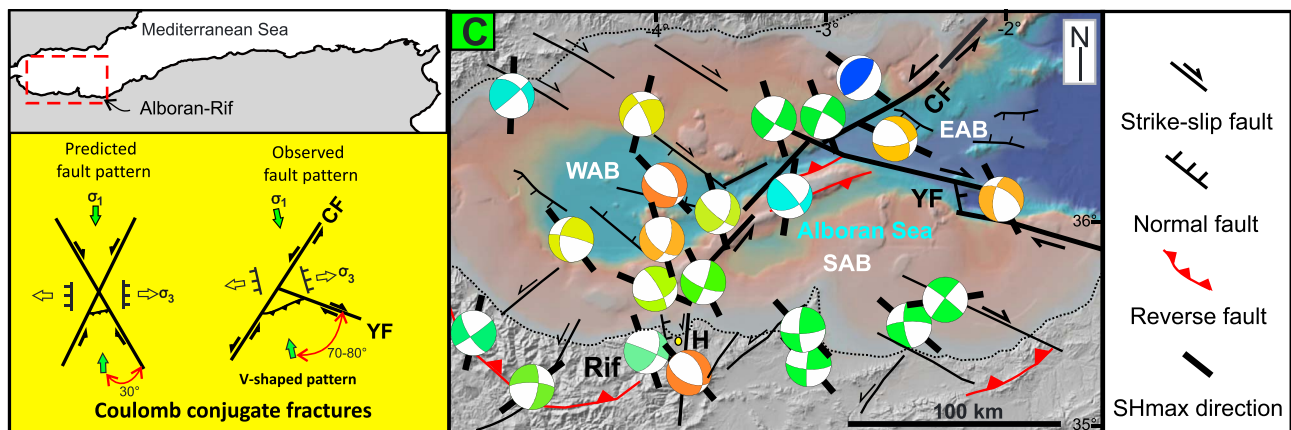 Mediterranean Sea
Alboran-Rif
Predicted
fault pattern
Observed
fault pattern
σ1
σ1
CF
σ3
σ3
YF
70-80°
30°
V-shaped pattern
Coulomb conjugate fractures
C
-4°
-3°
-2°
N
CF
EAB
WAB
YF
36°
Alboran Sea
SAB
H
Rif
100 km
35°
Strike-slip fault
Normal fault
Reverse fault
SHmax direction